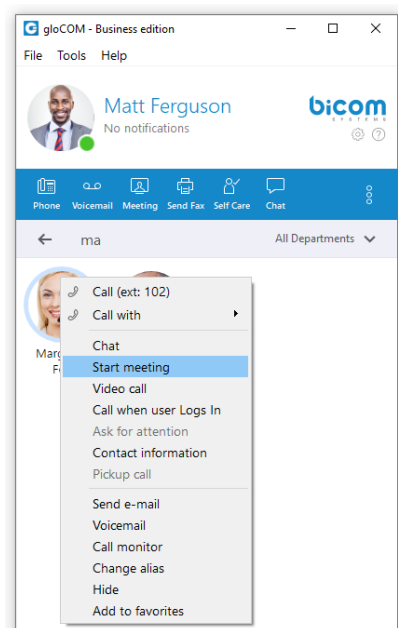 gloCOM - Business edition
File Tools Help
Matt Ferguson
No notifications
bicom
SYSTEMS
Phone Voicemail Meeting Send Fax Self Care Chat
ma All Departments
Call (ext: 102)
Call with
Chat
Start meeting
Video call
Call when user Logs In
Ask for attention
Contact information
Pickup call
Send e-mail
Voicemail
Call monitor
Change alias
Hide
Add to favorites